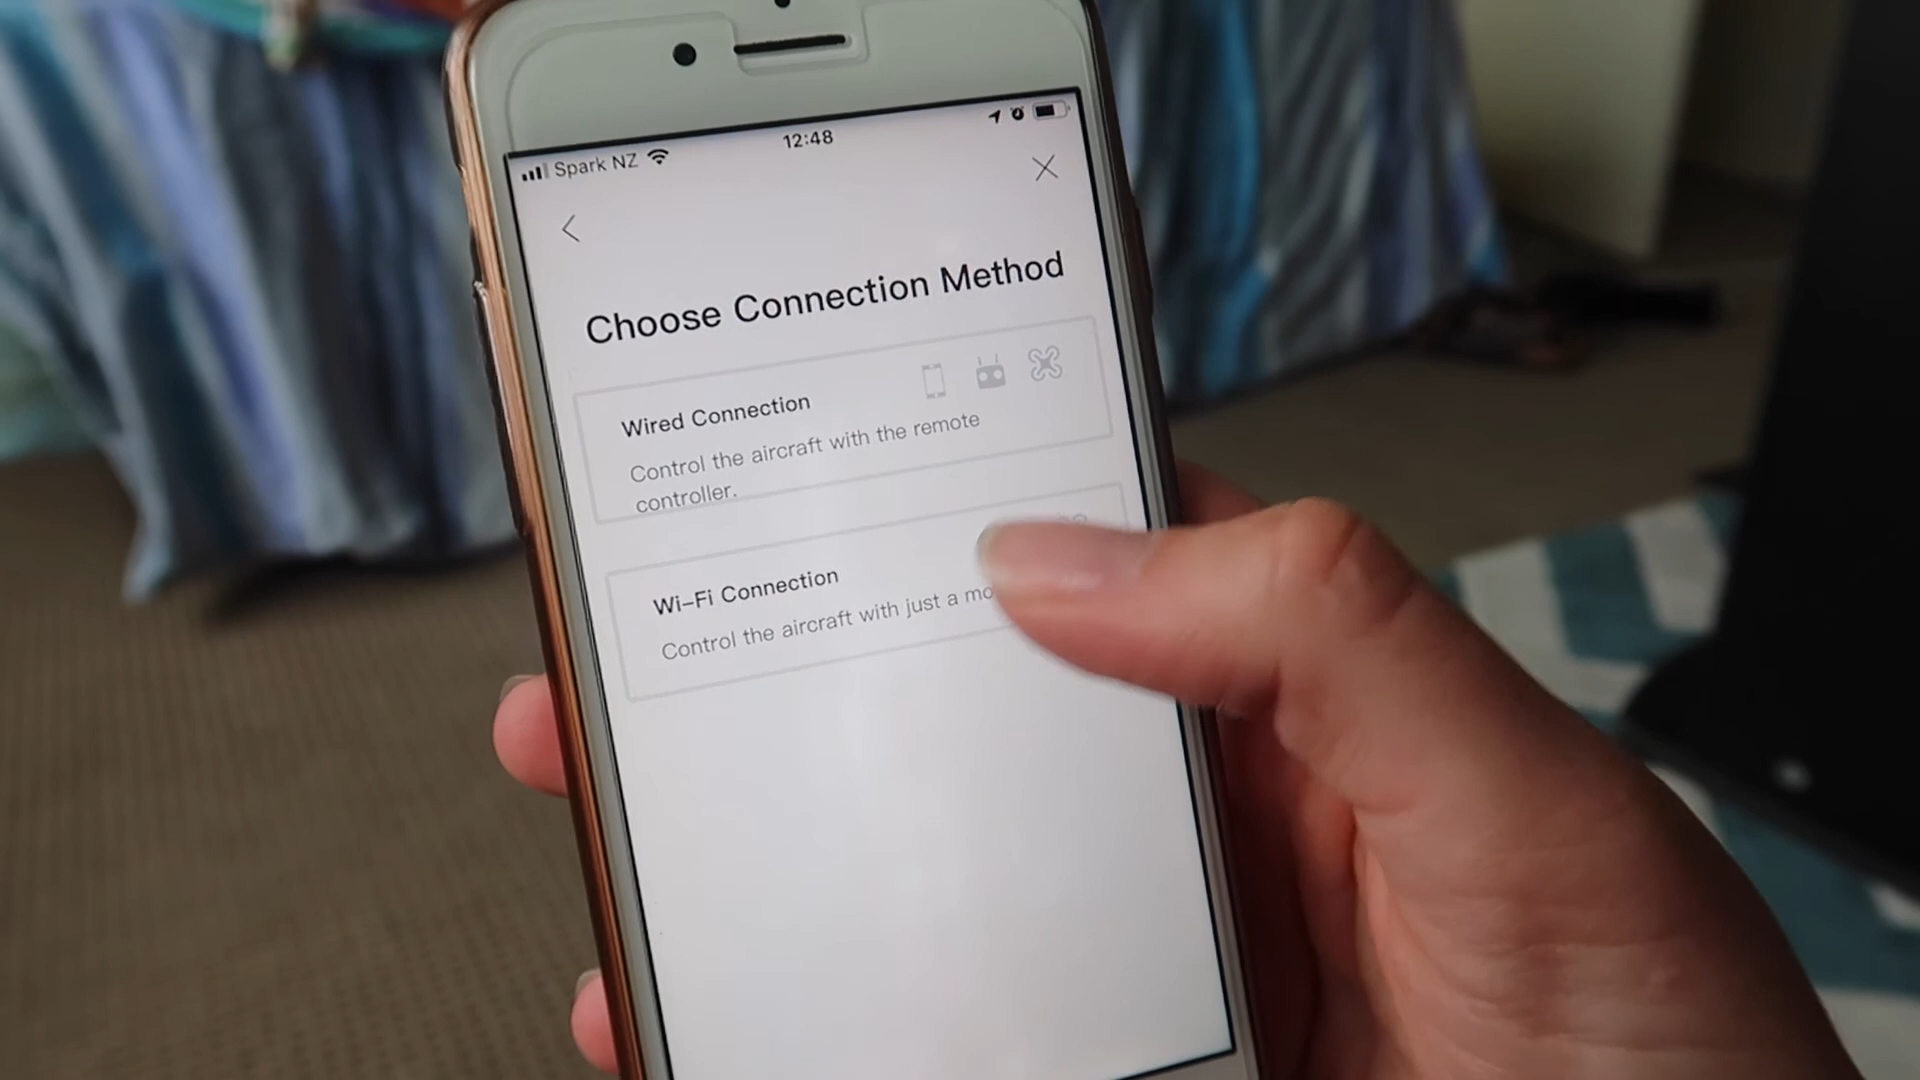 Spark NZ
12:48
Choose Connection Method
Wired Connection
Control the aircraft with the remote
controller.
Wi-Fi Connection
Control the aircraft with just a